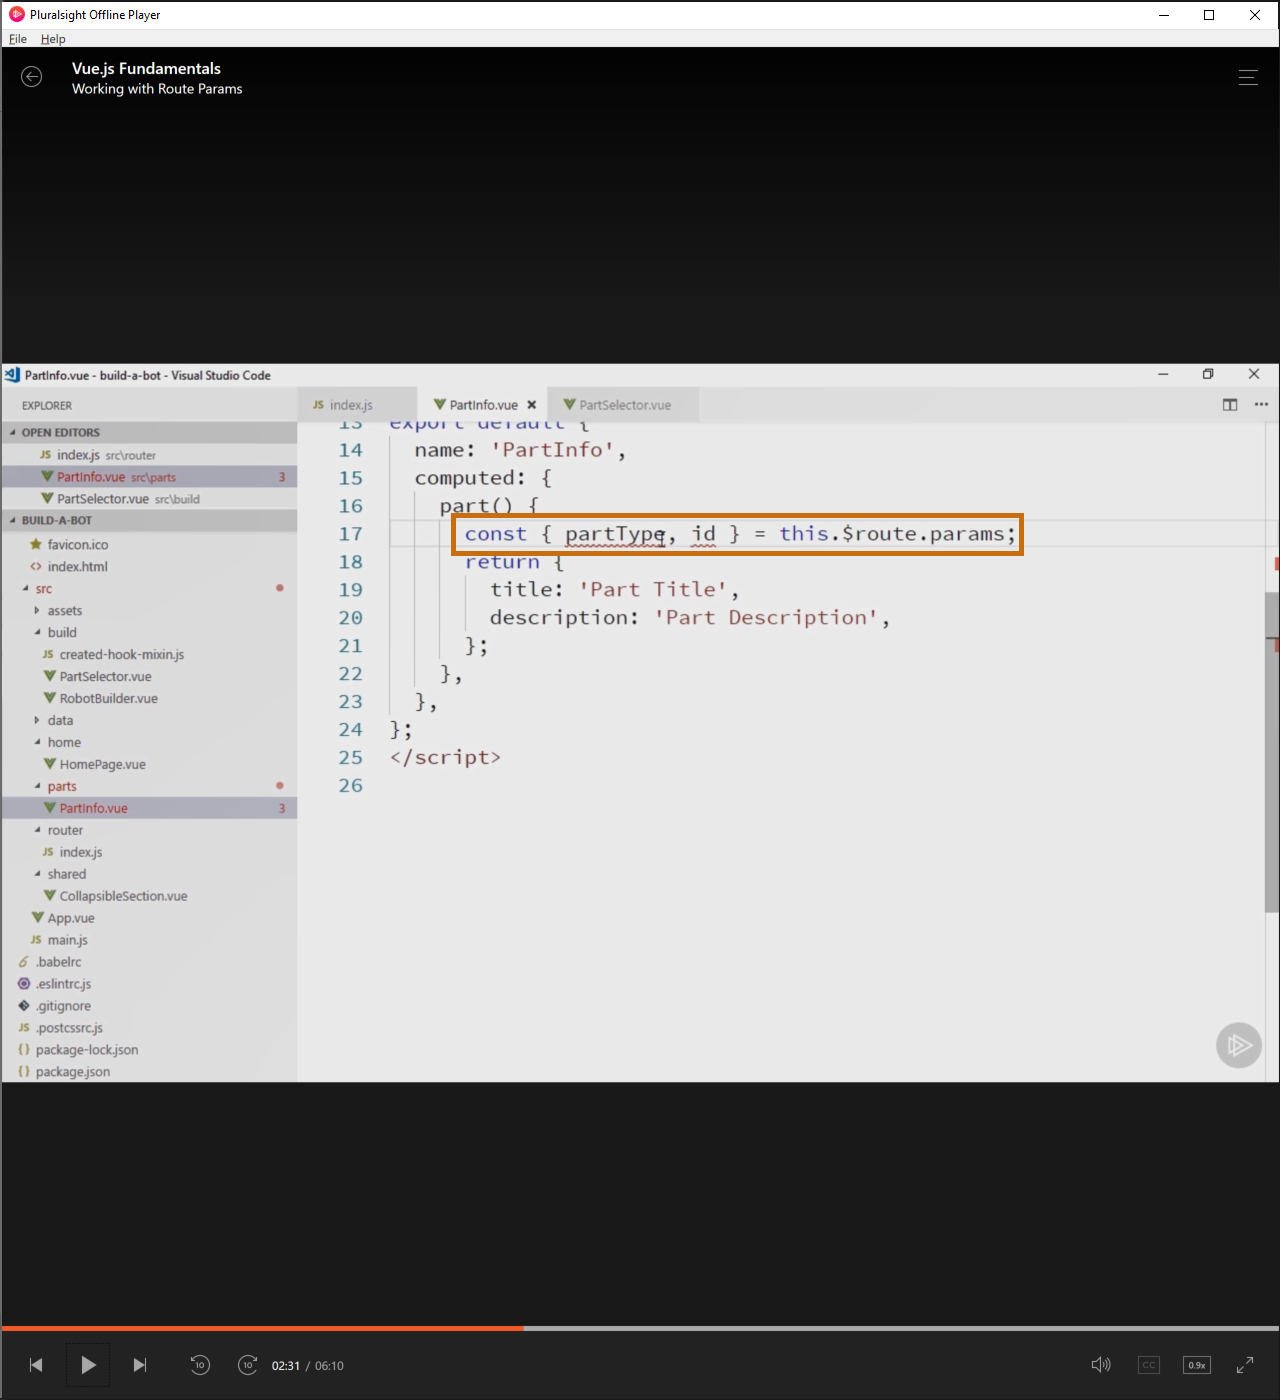 Pluralsight Offline Player
File Help
Vue.js Fundamentals
Working with Route Params
PartInfo.vue - build-a-bot - Visual Studio Code
EXPLORER
JS index.js
PartInfo.vue
PartSelector.vue
OPEN EDITORS
JS index.js src\router
PartInfo.vue src\parts 3
PartSelector.vue src\build
BUILD-A-BOT
favicon.ico
<> index.html
src
assets
build
JS created-hook-mixin.js
PartSelector.vue
RobotBuilder.vue
data
home
HomePage.vue
parts
PartInfo.vue 3
router
JS index.js
shared
CollapsibleSection.vue
App.vue
JS main.js
.babelrc
.eslintrc.js
.gitignore
JS .postcssrc.js
{} package-lock.json
{} package.json
13 export default {
14 name: 'PartInfo',
15 computed: {
16 part() {
17 const { partType, id } = this.$route.params;
18 return {
19 title: 'Part Title',
20 description: 'Part Description',
21 };
22 },
23 },
24 };
25 </script>
26
10
10
02:31 / 06:10
CC
0.9x